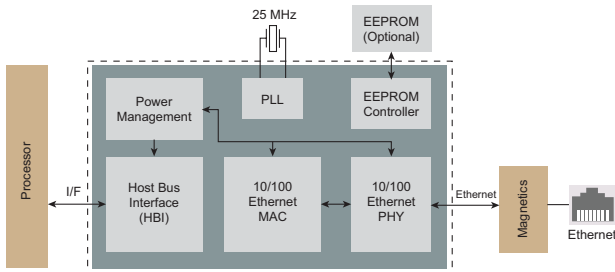 25 MHz
EEPROM
(Optional)
Processor
Power
Management
PLL
EEPROM
Controller
I/F
Host Bus
Interface
(HBI)
10/100
Ethernet
MAC
10/100
Ethernet
PHY
Ethernet
Magnetics
Ethernet